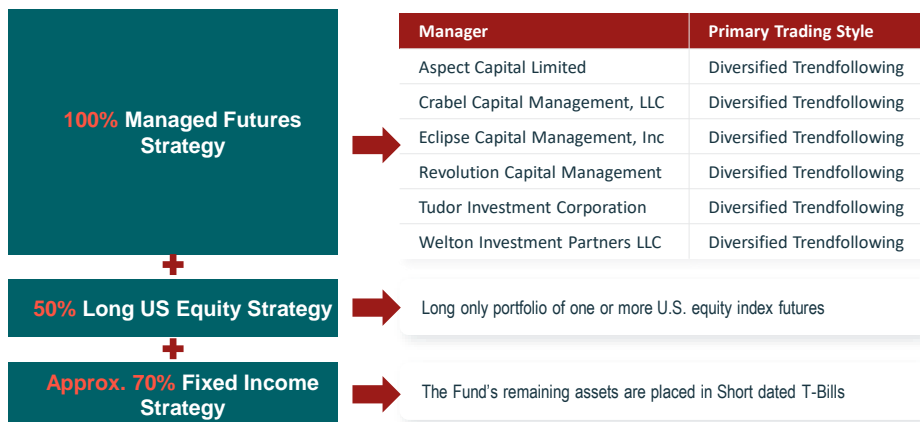 100% Managed Futures
Strategy
Manager Primary Trading Style
Aspect Capital Limited Diversified Trendfollowing
Crabel Capital Management, LLC Diversified Trendfollowing
Eclipse Capital Management, Inc Diversified Trendfollowing
Revolution Capital Management Diversified Trendfollowing
Tudor Investment Corporation Diversified Trendfollowing
Welton Investment Partners LLC Diversified Trendfollowing
50% Long US Equity Strategy
Long only portfolio of one or more U.S. equity index futures
Approx. 70% Fixed Income
Strategy
The Fund's remaining assets are placed in Short dated T-Bills